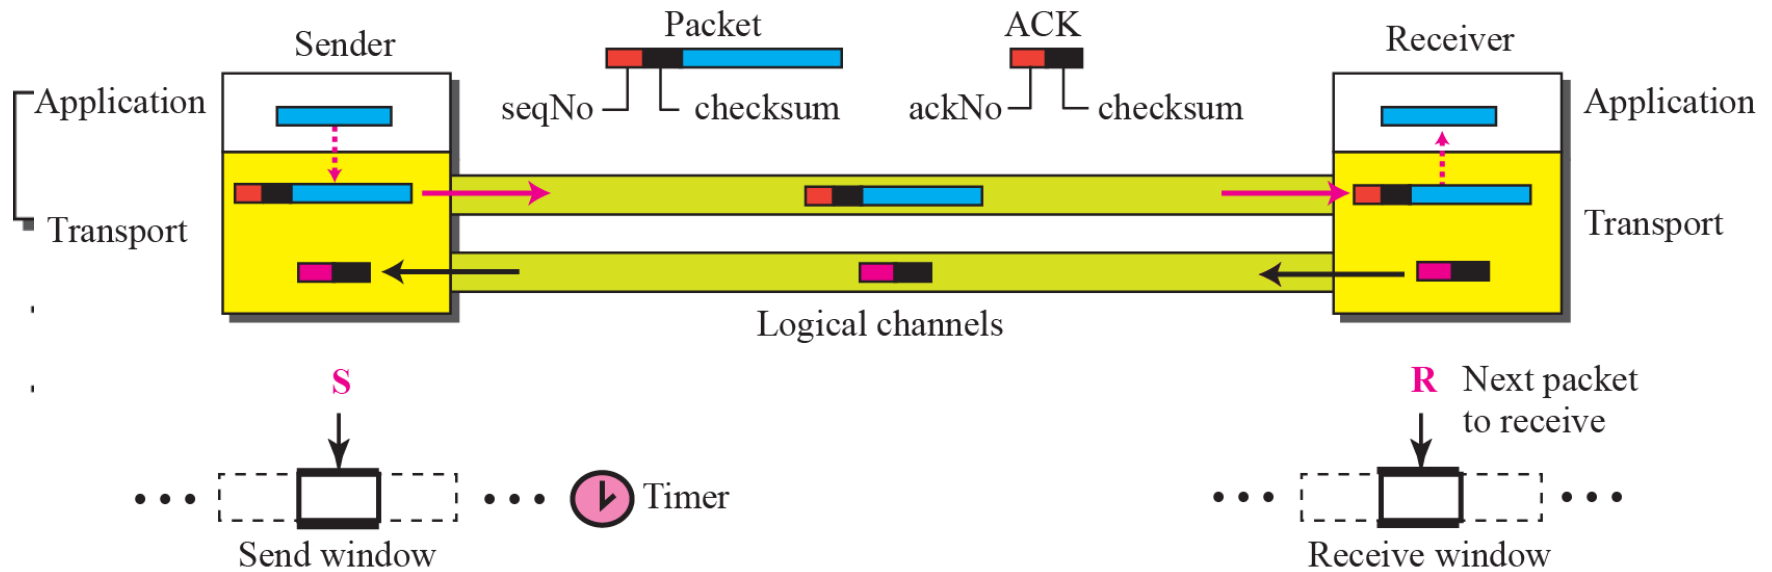 Sender
Packet
ACK
Receiver
Application
seqNo
checksum
ackNo
checksum
Application
Transport
Transport
Logical channels
S
R
Next packet
to receive
Timer
Send window
Receive window